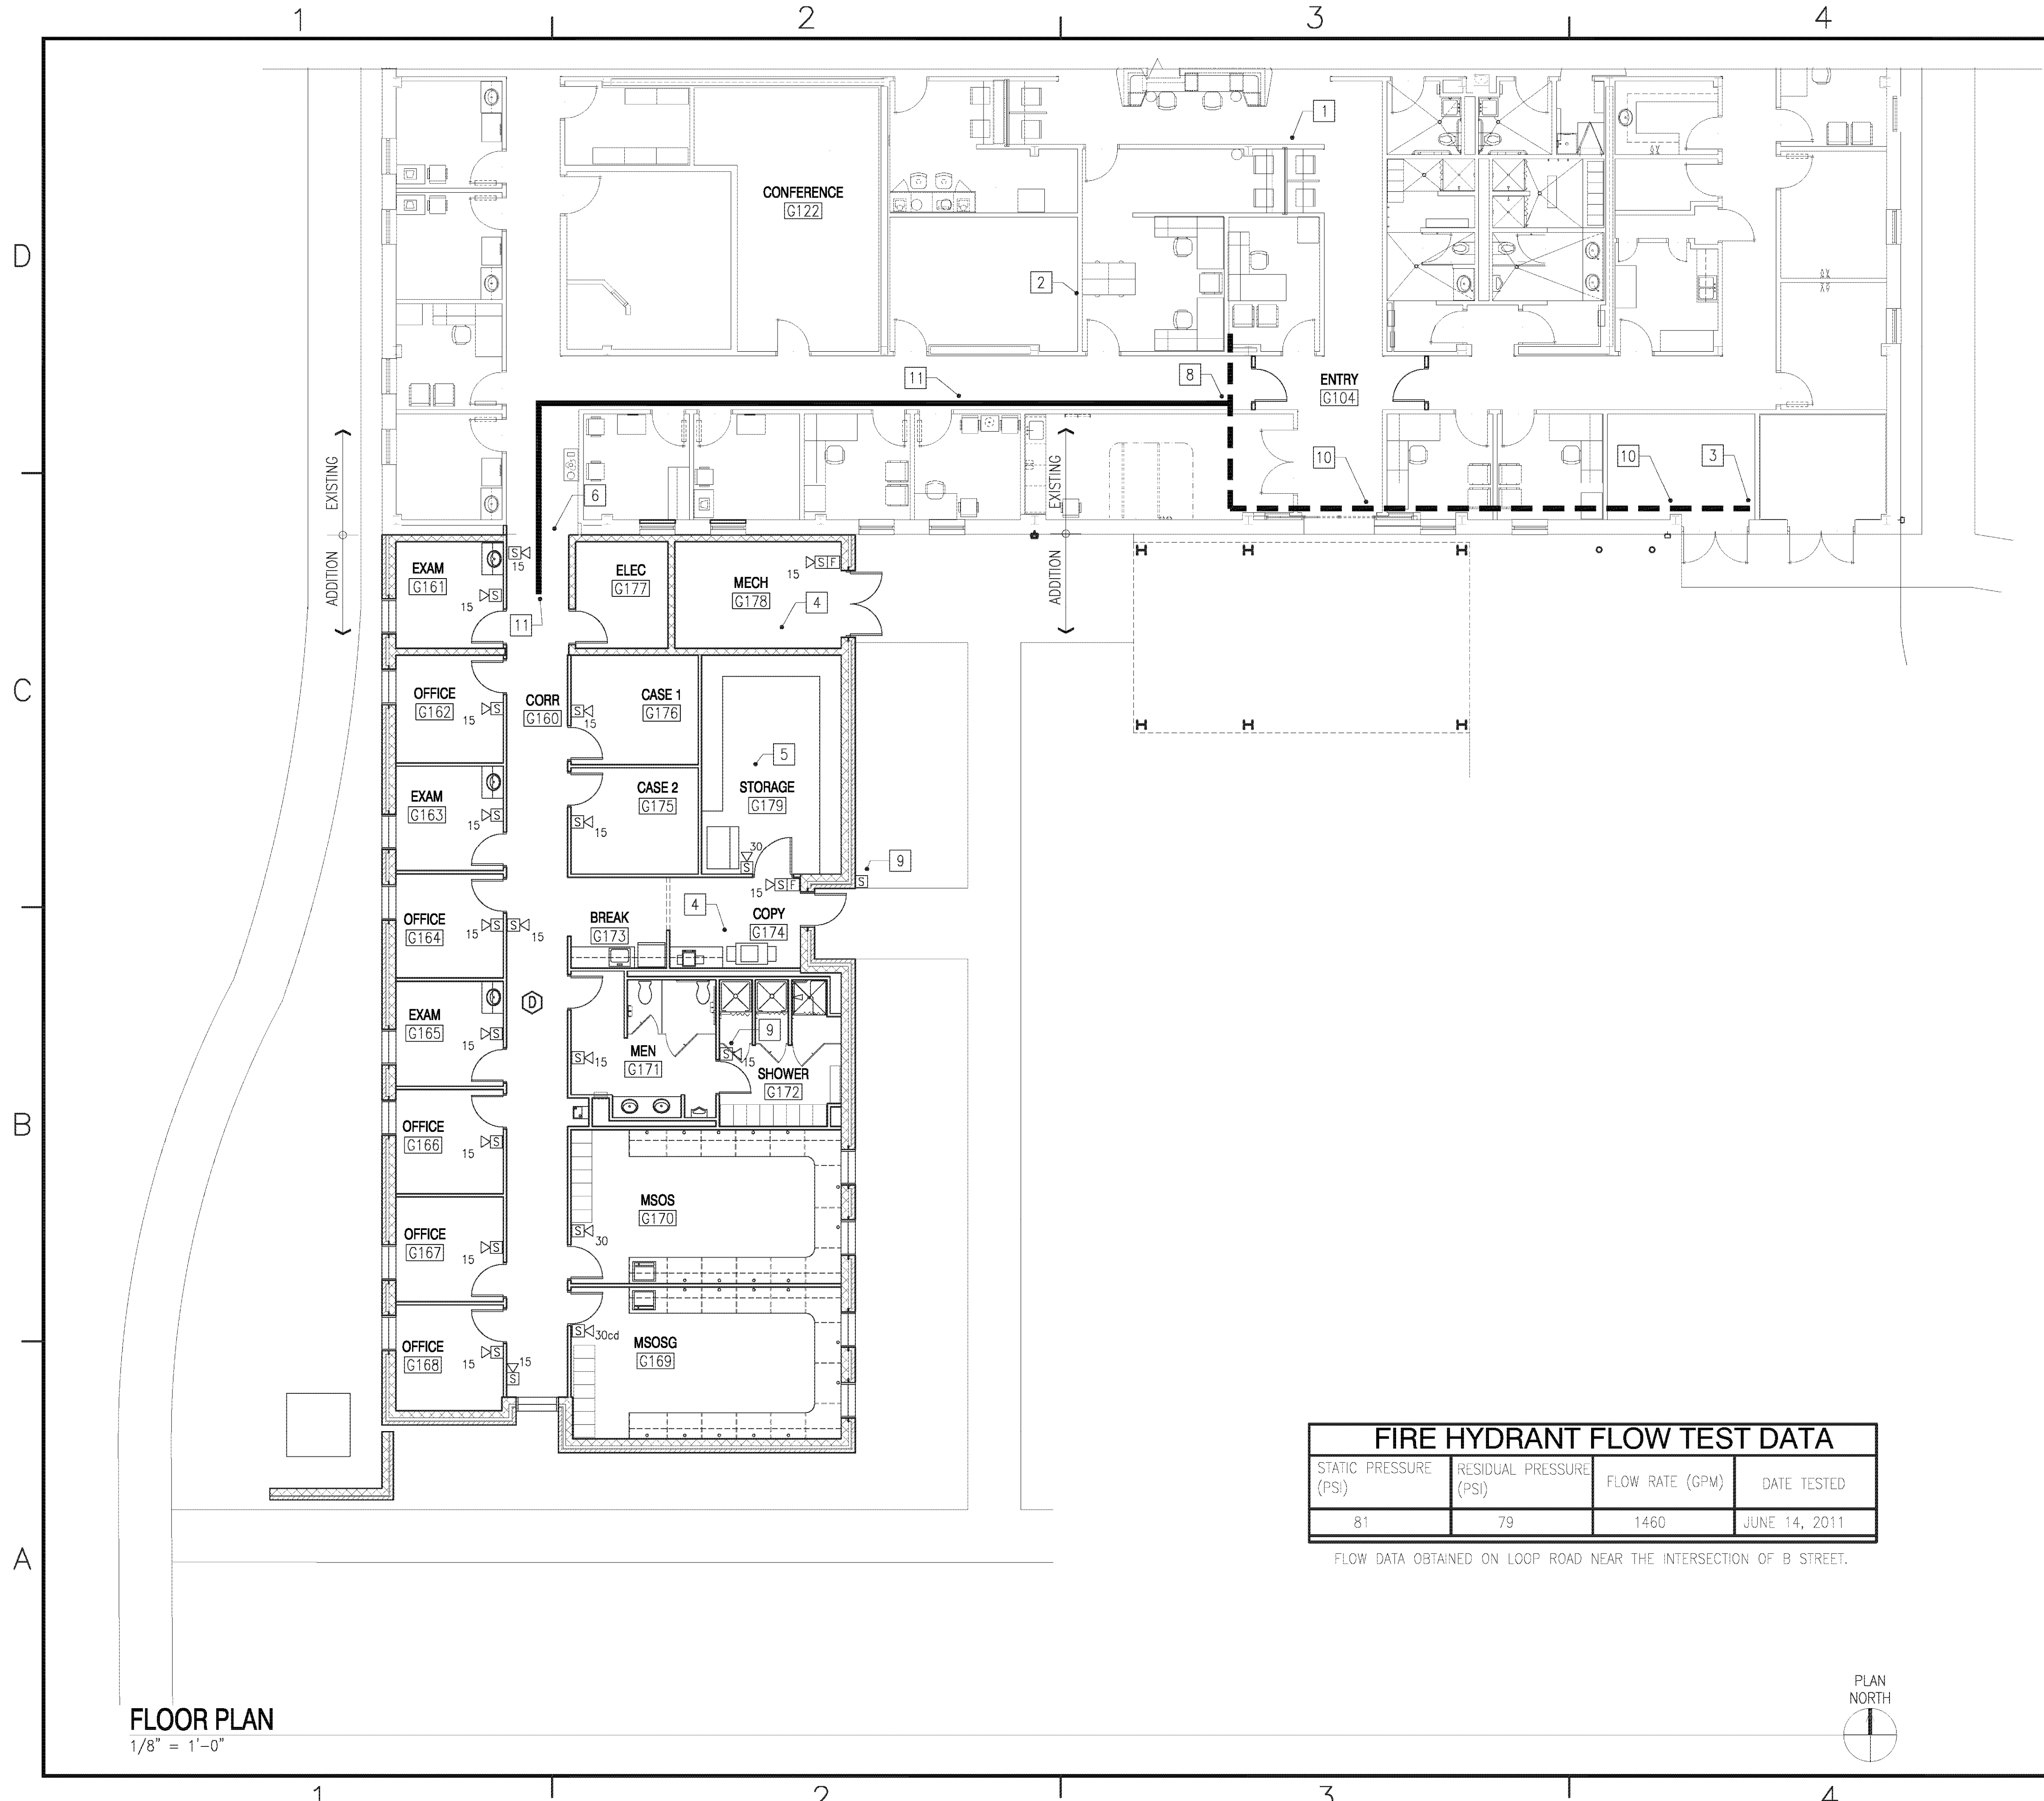 1 2 3 4
D
C
B
A
1
CONFERENCE
G122
2
11
8
ENTRY
G104
10
10
3
EXISTING
ADDITION
EXISTING
ADDITION
6
11
EXAM
G161
15
S
S
15
ELEC
G177
MECH
G178
15
S F
4
OFFICE
G162
15
S
CORR
G160
CASE 1
G176
S
15
5
STORAGE
G179
30
S
EXAM
G163
15
S
CASE 2
G175
S
15
9
S
15
S F
OFFICE
G164
15
S
S
15
BREAK
G173
4
COPY
G174
D
EXAM
G165
15
S
S
15
MEN
G171
9
S
15
SHOWER
G172
OFFICE
G166
15
S
OFFICE
G167
15
S
MSOS
G170
S
30
OFFICE
G168
15
S
15
S
S
30cd
MSOSG
G169
FIRE HYDRANT FLOW TEST DATA
STATIC PRESSURE
(PSI)
RESIDUAL PRESSURE
(PSI)
FLOW RATE (GPM)
DATE TESTED
81 79 1460 JUNE 14, 2011
FLOW DATA OBTAINED ON LOOP ROAD NEAR THE INTERSECTION OF B STREET.
PLAN
NORTH
FLOOR PLAN
1/8" = 1'-0"
1 2 3 4